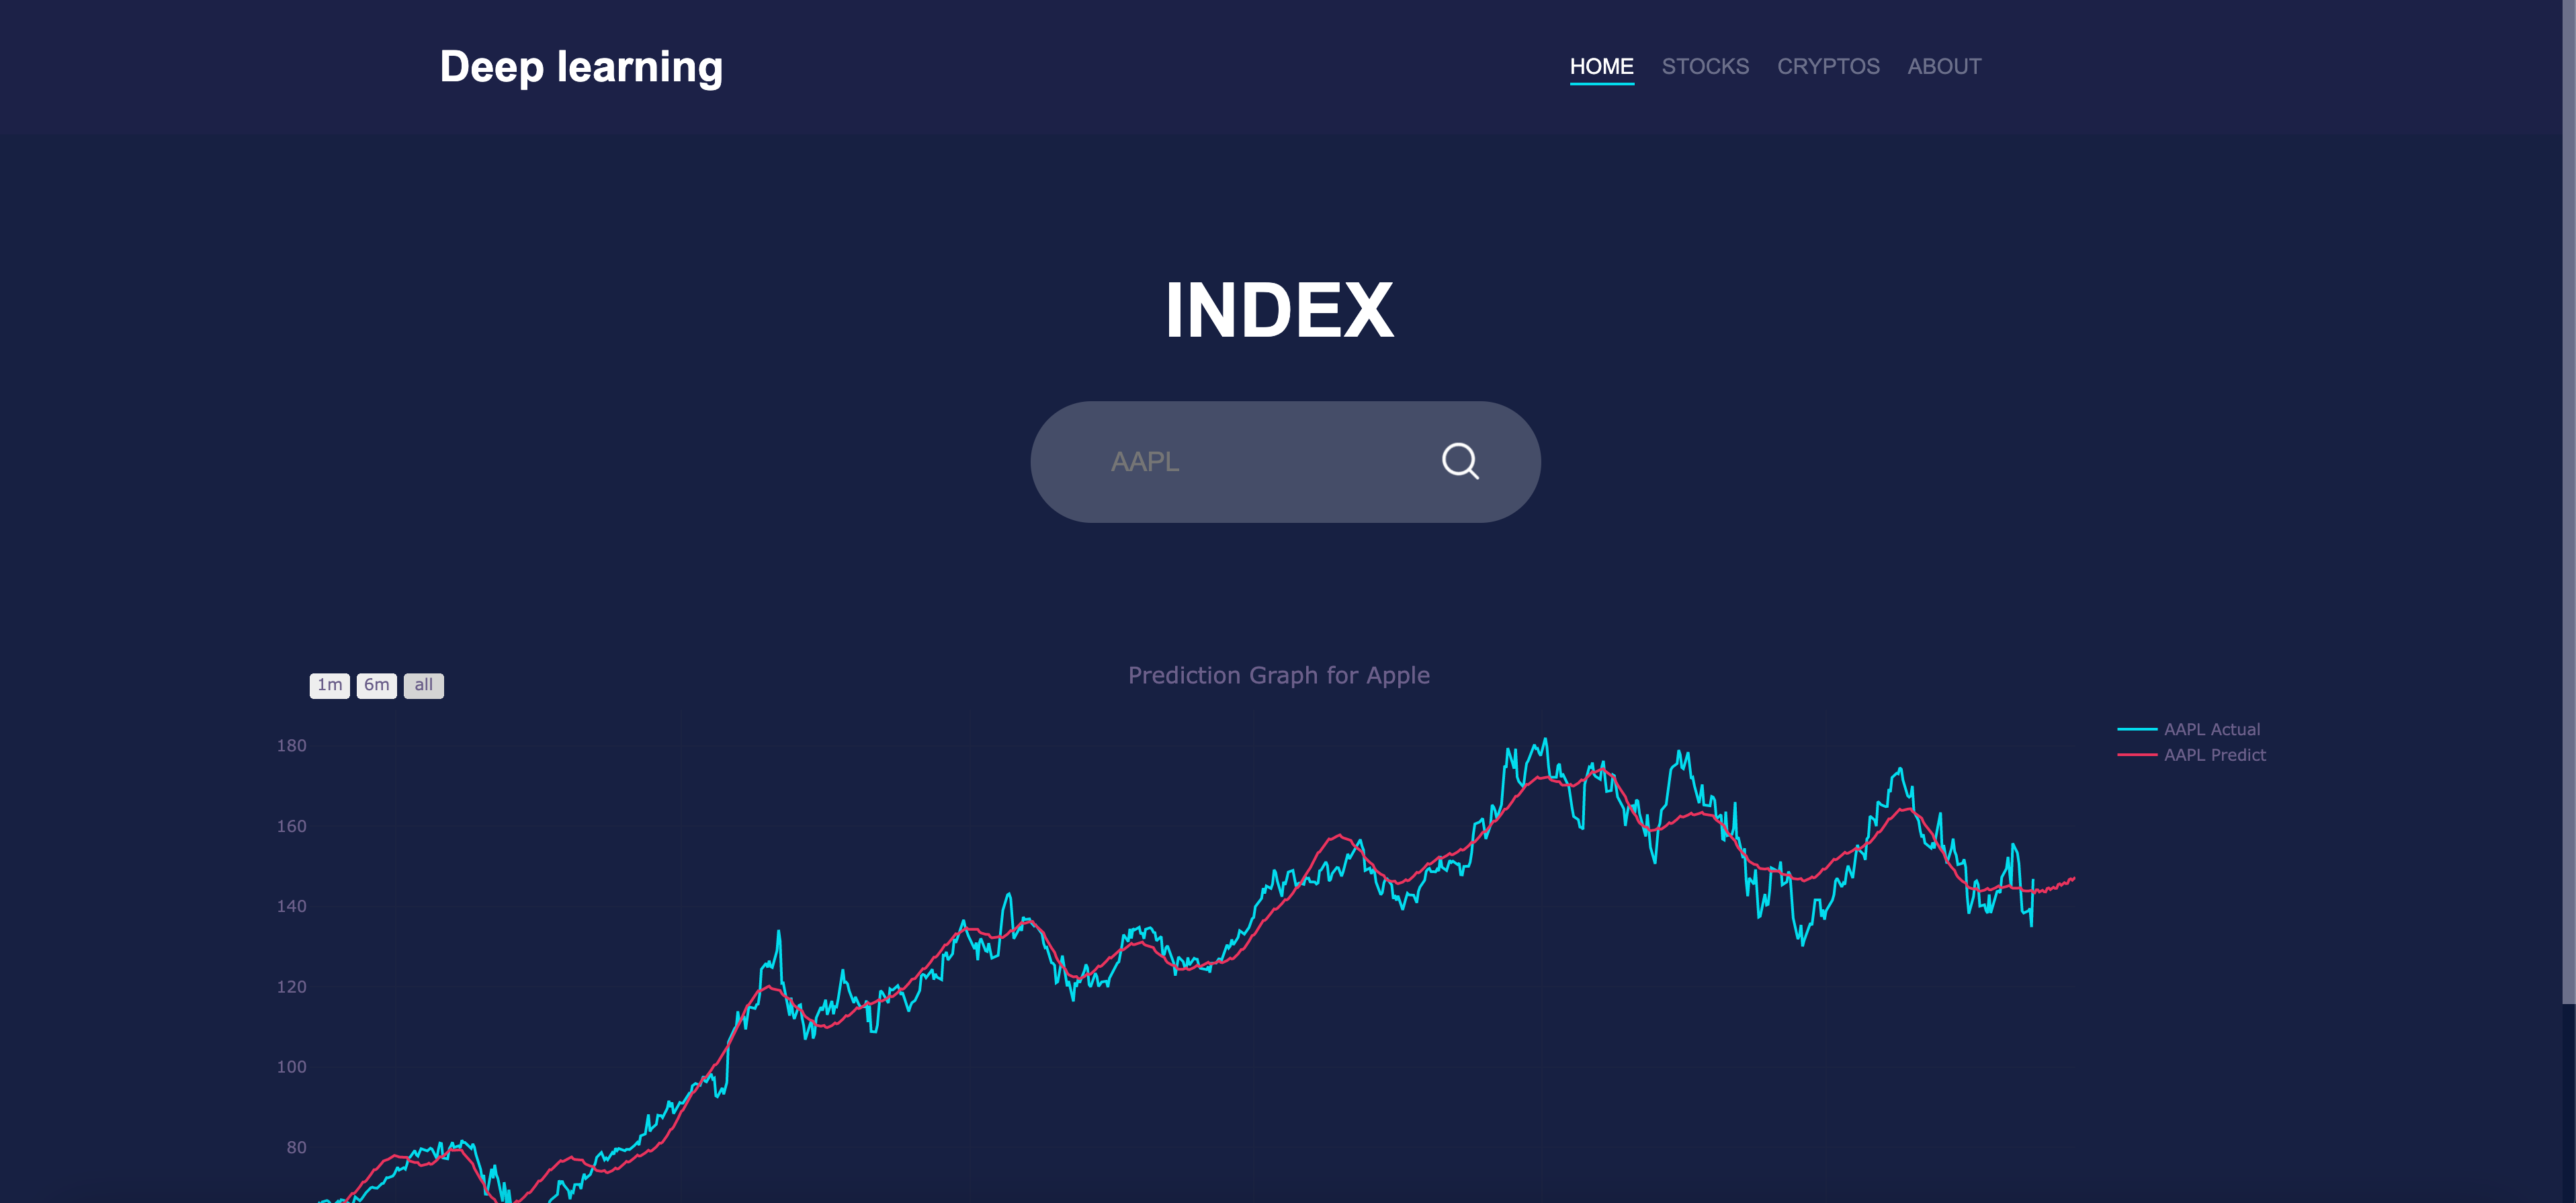 Deep learning
HOME STOCKS CRYPTOS ABOUT
INDEX
AAPL
Prediction Graph for Apple
1m 6m all
AAPL Actual
AAPL Predict
180
160
140
120
100
80